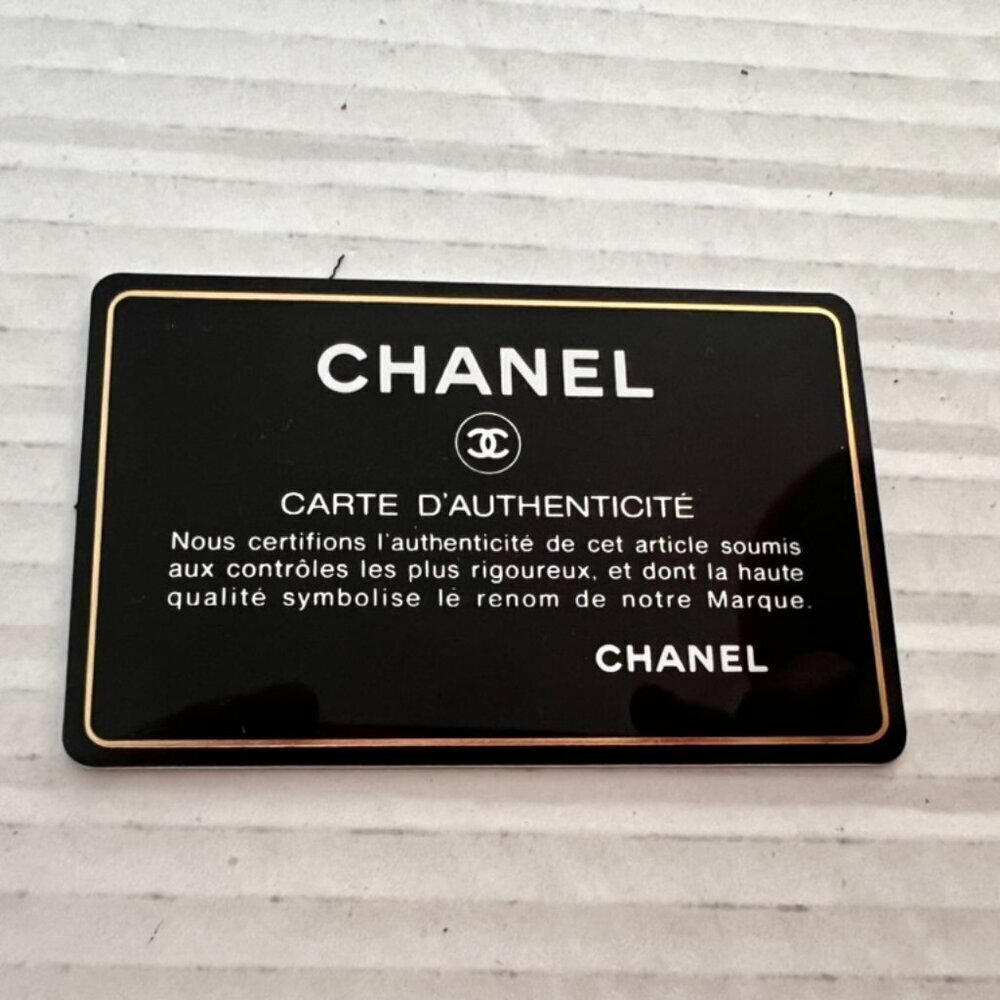 CHANEL
CARTE D'AUTHENTICITÉ
Nous certifions l'authenticité de cet article soumis
aux contrôles les plus rigoureux, et dont la haute
qualité symbolise lé renom de notre Marque.
CHANEL